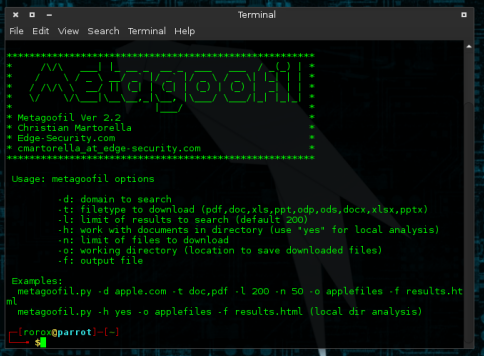 Terminal
File Edit View Search Terminal Help
******************************************************
metagoofil
* Metagoofil Ver 2.2 *
* Christian Martorella *
* Edge-Security.com *
* cmartorella_at_edge-security.com *
******************************************************
Usage: metagoofil options
-d: domain to search
-t: filetype to download (pdf,doc,xls,ppt,odp,ods,docx,xlsx,pptx)
-l: limit of results to search (default 200)
-h: work with documents in directory (use "yes" for local analysis)
-n: limit of files to download
-o: working directory (location to save downloaded files)
-f: output file
Examples:
metagoofil.py -d apple.com -t doc,pdf -l 200 -n 50 -o applefiles -f results.ht
ml
metagoofil.py -h yes -o applefiles -f results.html (local dir analysis)
[rorox@parrot]-[~]
$